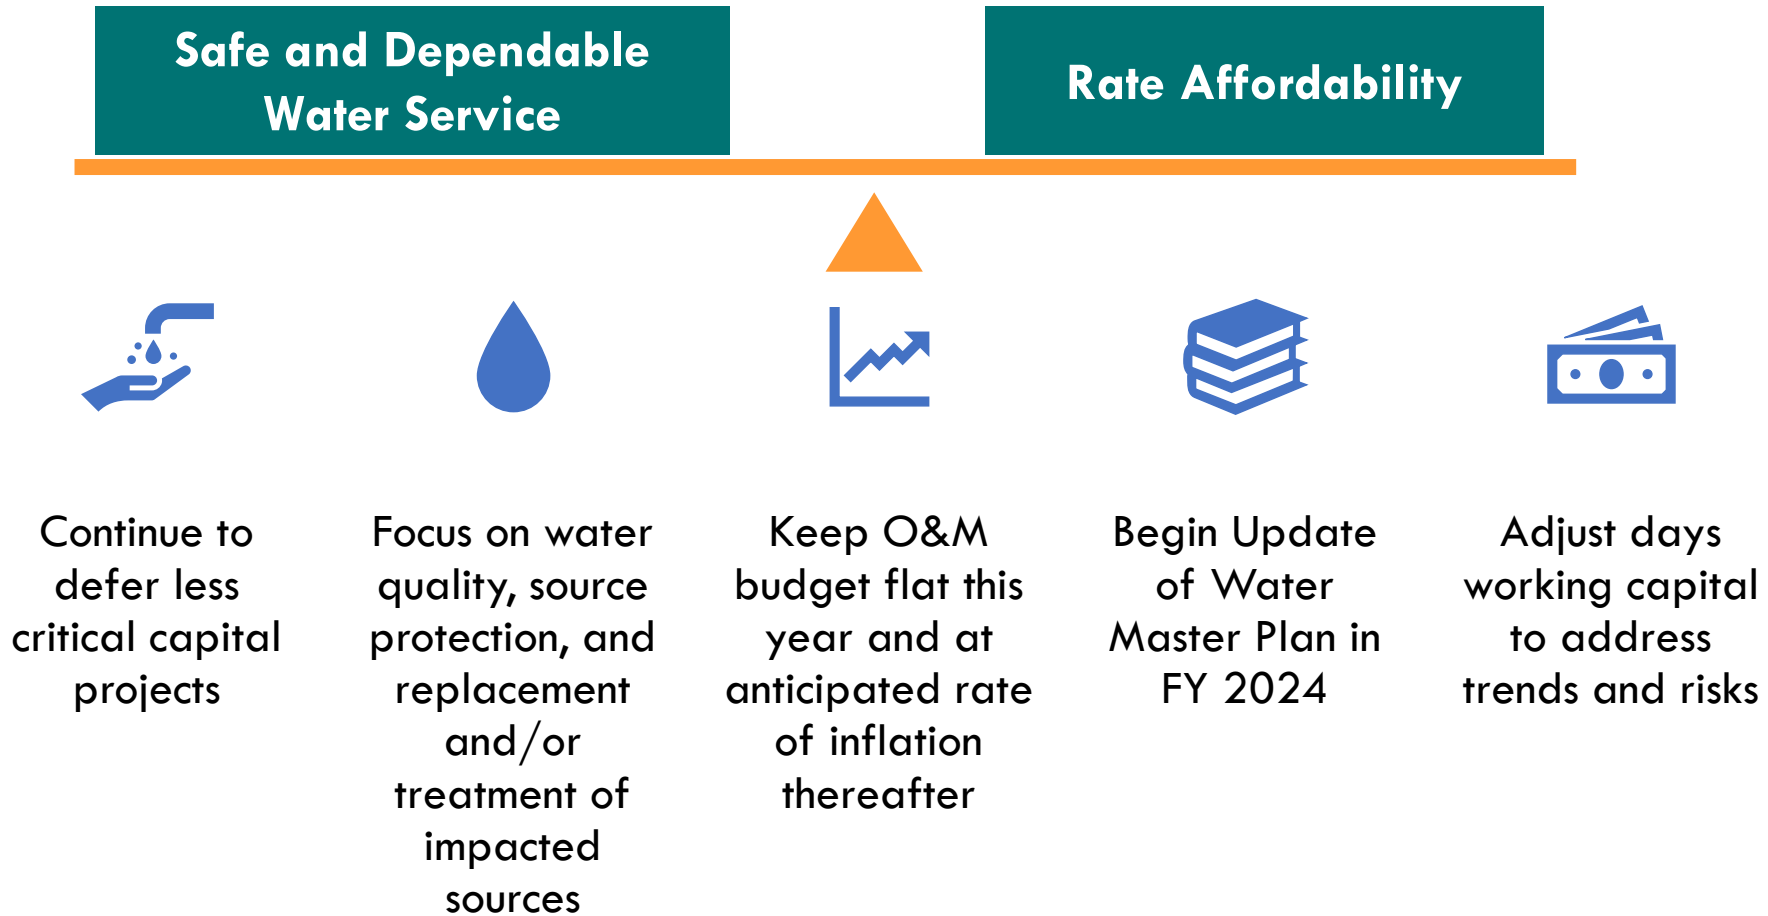 Safe and Dependable
Water Service
Rate Affordability
Continue to
defer less
critical capital
projects
Focus on water
quality, source
protection, and
replacement
and/or
treatment of
impacted
sources
Keep O&M
budget flat this
year and at
anticipated rate
of inflation
thereafter
Begin Update
of Water
Master Plan in
FY 2024
Adjust days
working capital
to address
trends and risks